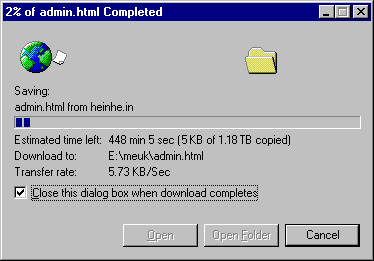 2% of admin.html Completed
Saving:
admin.html from heinhe.in
Estimated time left: 448 min 5 sec (5 KB of 1.18 TB copied)
Download to: E:\meuk\admin.html
Transfer rate: 5.73 KB/Sec
Close this dialog box when download completes
Open Open Folder Cancel